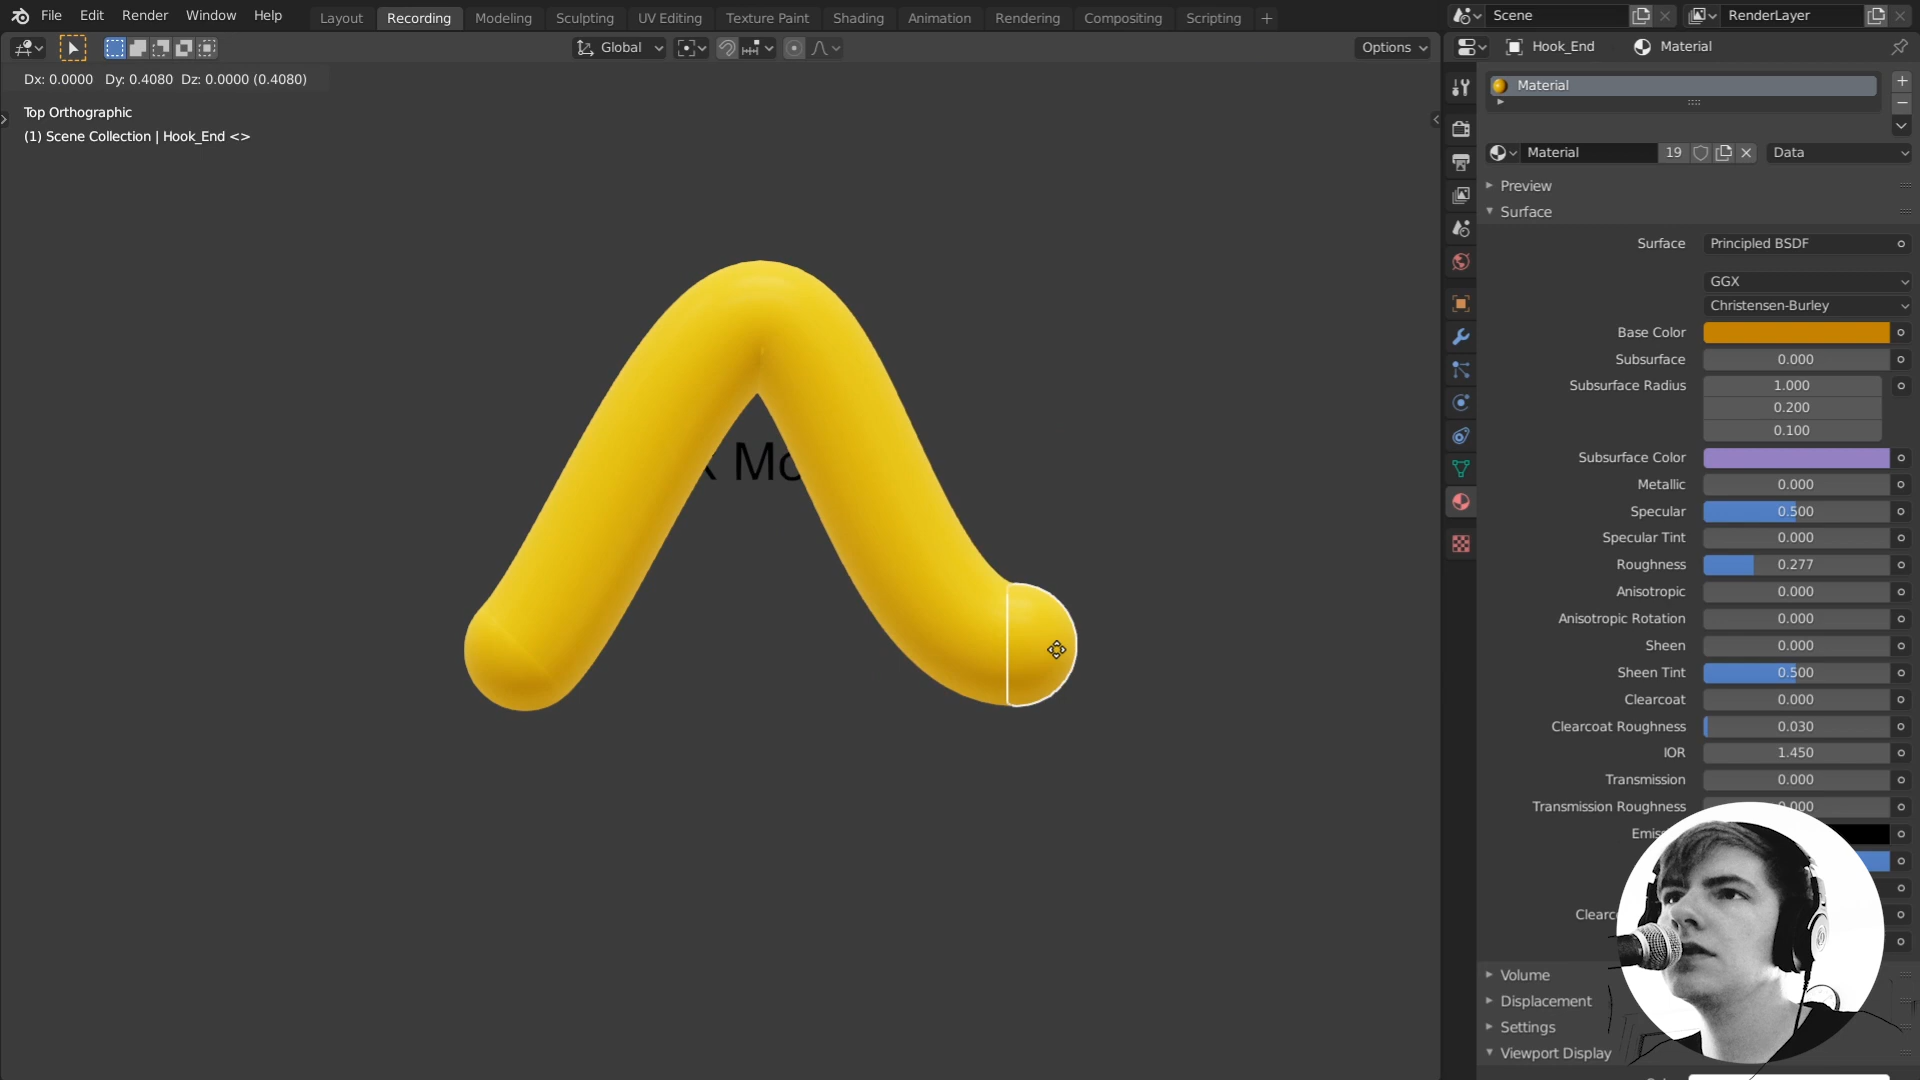 File Edit Render Window Help Layout Recording Modeling Sculpting UV Editing Texture Paint Shading Animation Rendering Compositing Scripting + Scene RenderLayer
Global Options Hook_End Material
Dx: 0.0000 Dy: 0.4080 Dz: 0.0000 (0.4080)
Material
Top Orthographic
(1) Scene Collection | Hook_End <>
Material 19 Data
Preview
Surface
Surface Principled BSDF
GGX
Christensen-Burley
Base Color
Subsurface 0.000
Subsurface Radius 1.000
0.200
0.100
Mo
Subsurface Color
Metallic 0.000
Specular 0.500
Specular Tint 0.000
Roughness 0.277
Anisotropic 0.000
Anisotropic Rotation 0.000
Sheen 0.000
Sheen Tint 0.500
Clearcoat 0.000
Clearcoat Roughness 0.030
IOR 1.450
Transmission 0.000
Transmission Roughness 0.000
Emis
Clearc
Volume
Displacement
Settings
Viewport Display